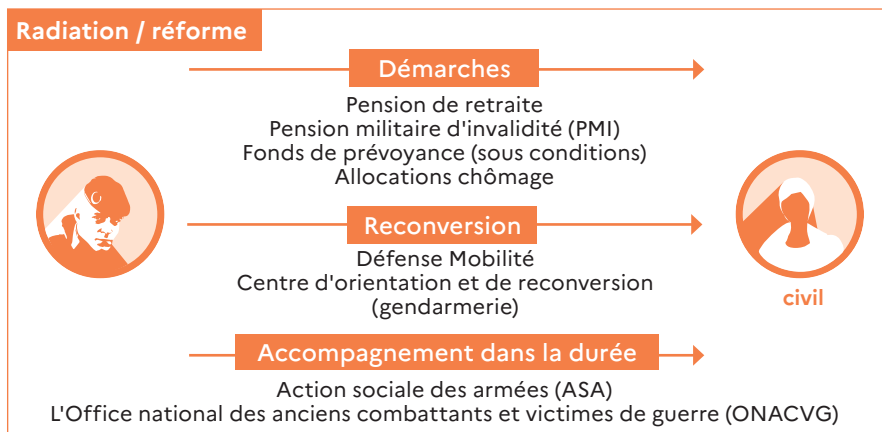 Radiation / réforme
Démarches
Pension de retraite
Pension militaire d'invalidité (PMI)
Fonds de prévoyance (sous conditions)
Allocations chômage
Reconversion
Défense Mobilité
Centre d'orientation et de reconversion
(gendarmerie)
civil
Accompagnement dans la durée
Action sociale des armées (ASA)
L'Office national des anciens combattants et victimes de guerre (ONACVG)